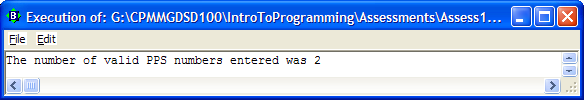 Execution of: G:\CPMMGDSD100\IntroToProgramming\Assessments\Assess1...
File Edit
The number of valid PPS numbers entered was 2